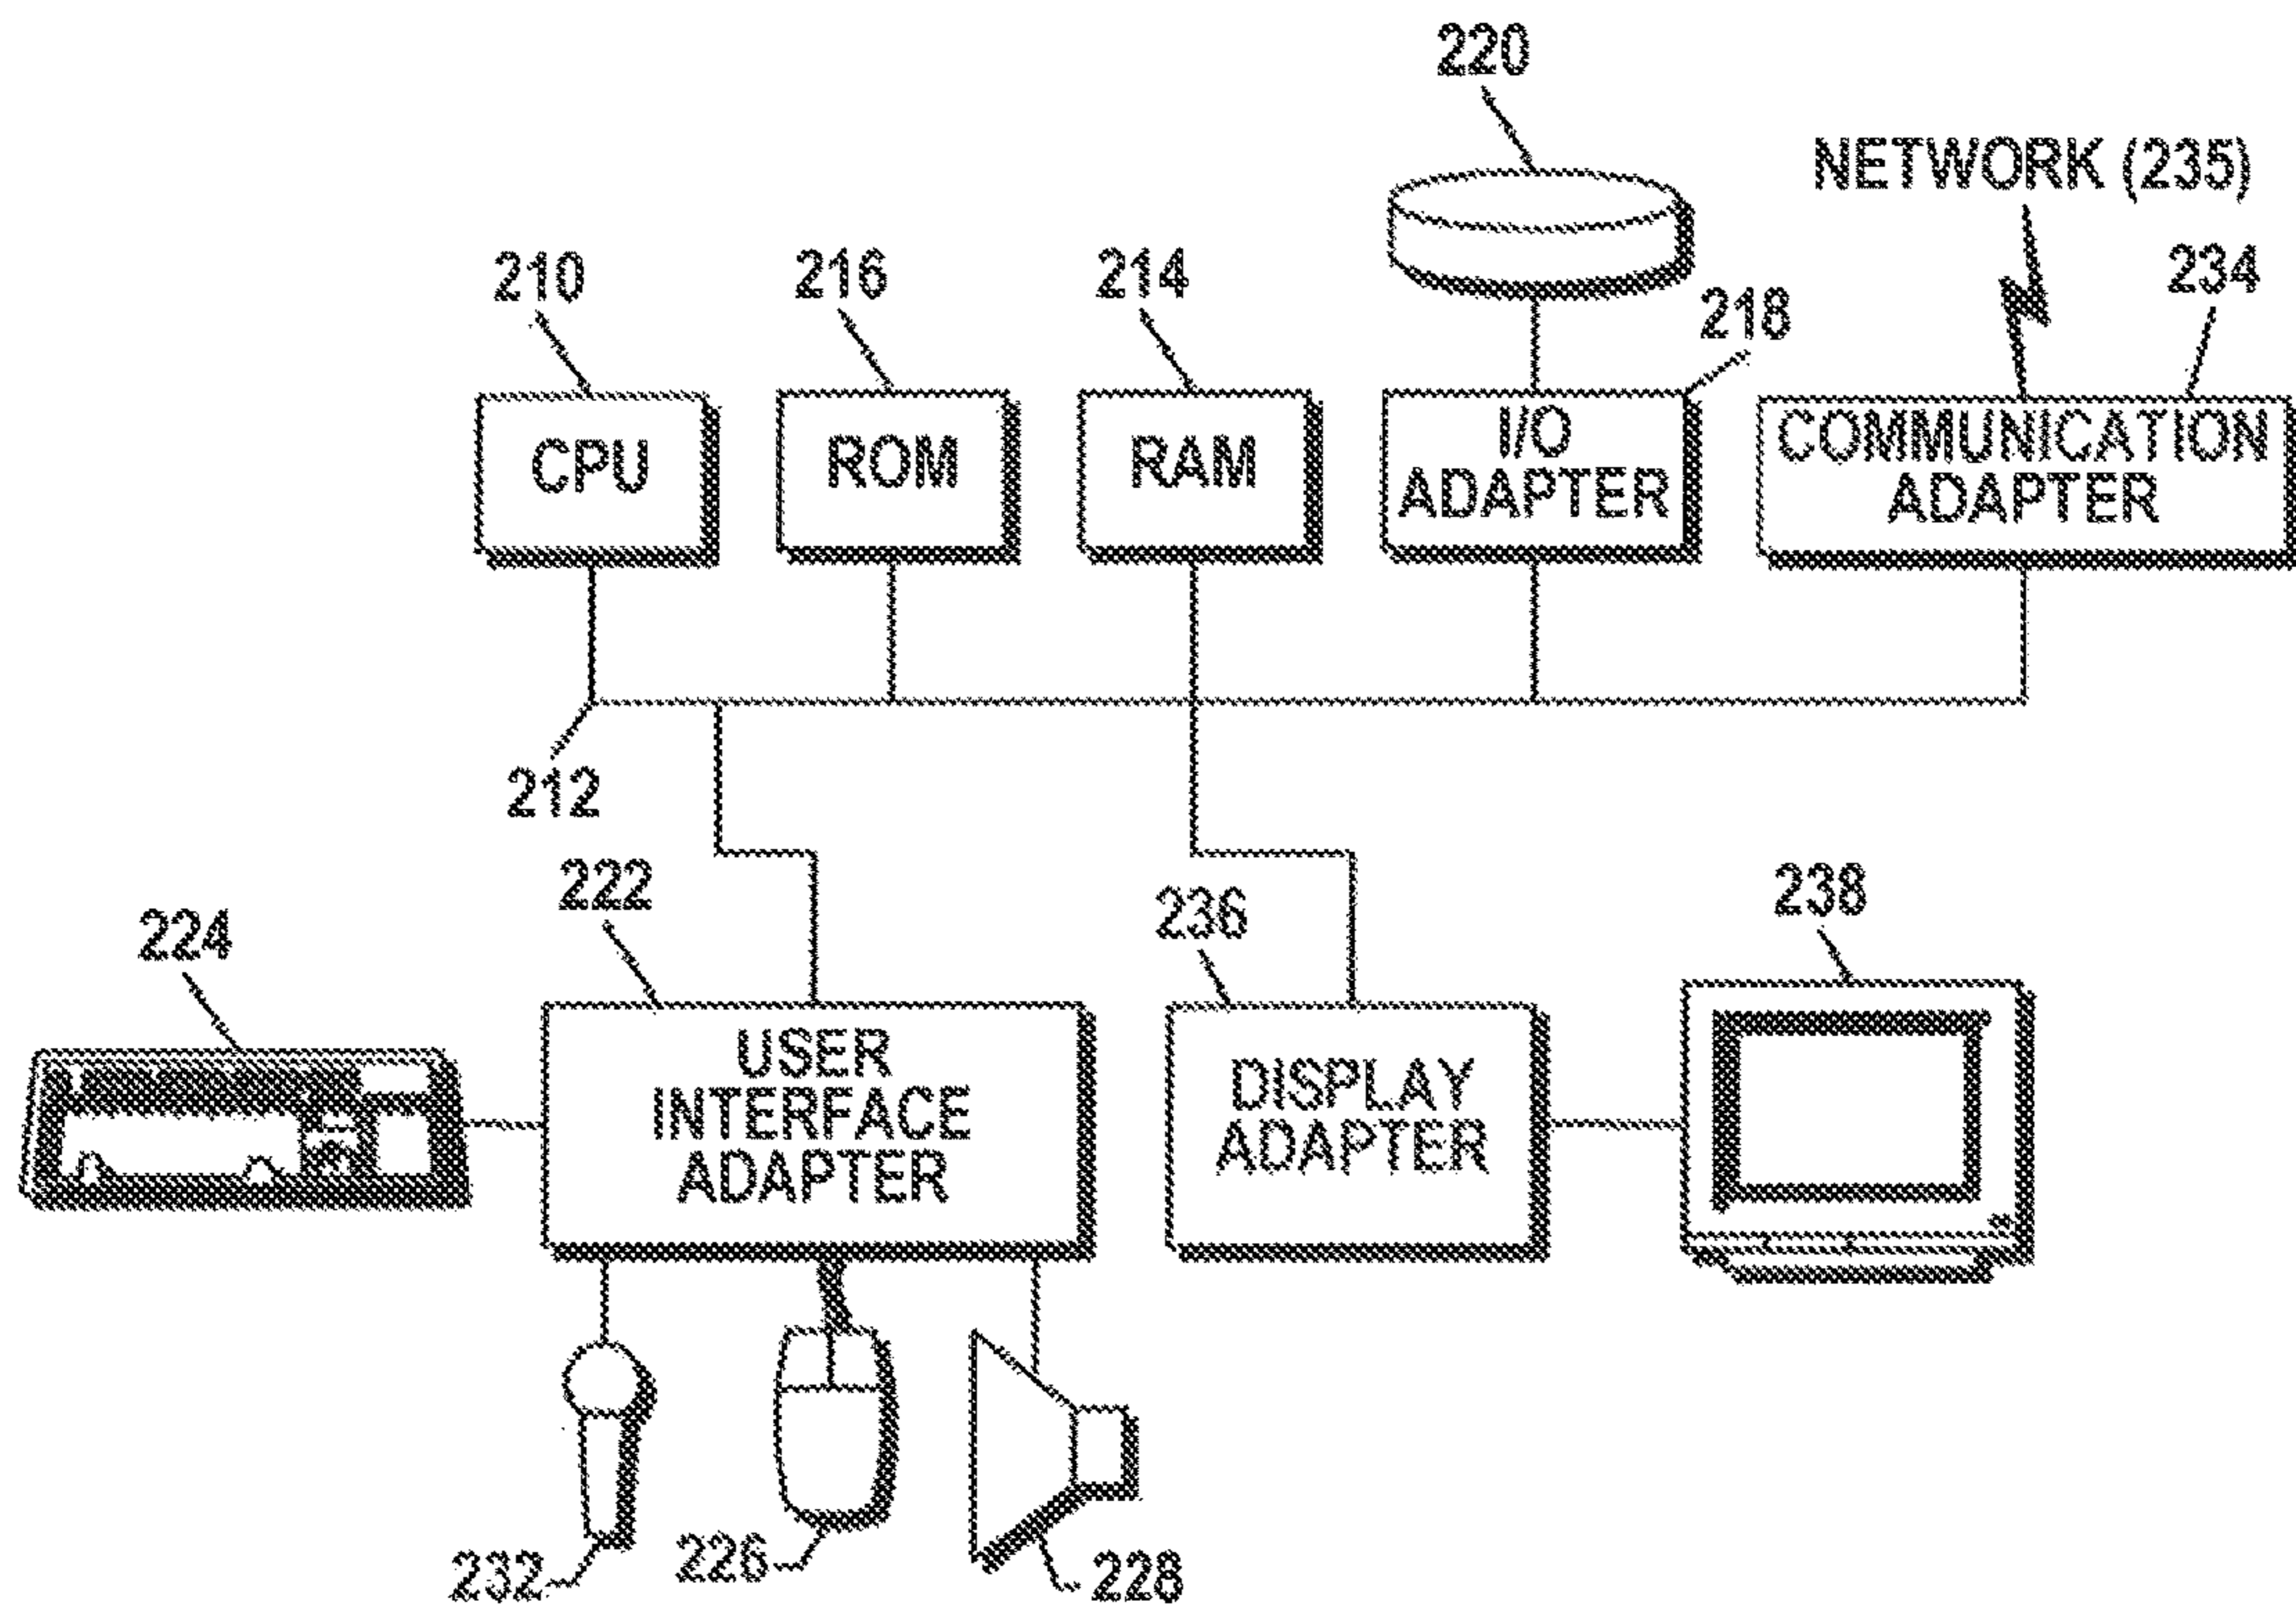 220
NETWORK (235)
210
216
214
218
234
CPU
ROM
RAM
I/O
ADAPTER
COMMUNICATION
ADAPTER
212
222
224
236
238
USER
INTERFACE
ADAPTER
DISPLAY
ADAPTER
232
226
228